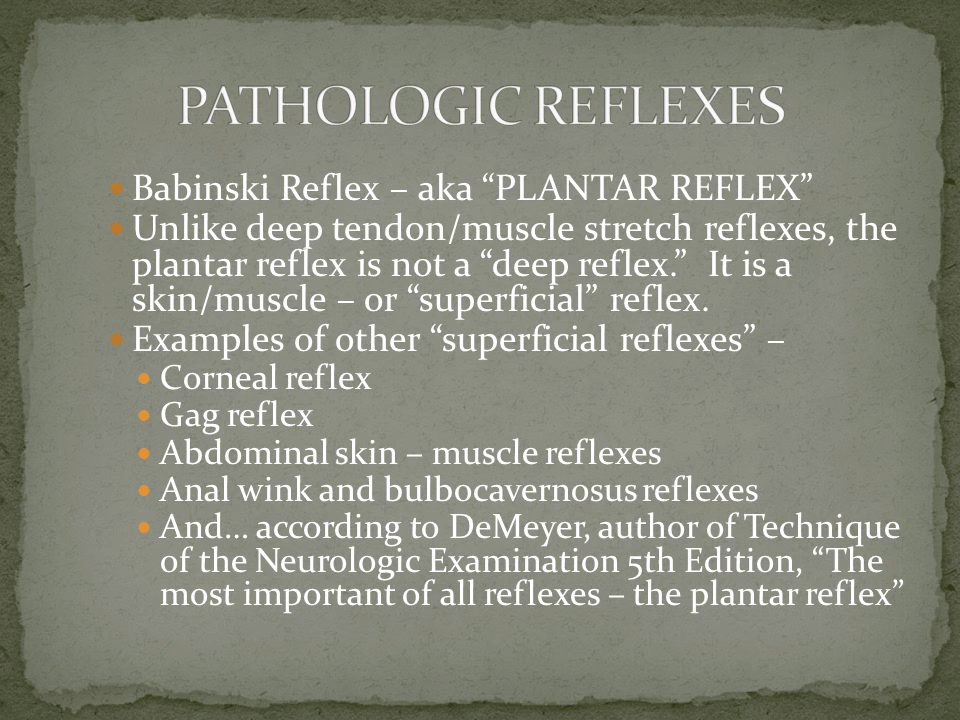 PATHOLOGIC REFLEXES
• Babinski Reflex – aka “PLANTAR REFLEX”
• Unlike deep tendon/muscle stretch reflexes, the
plantar reflex is not a “deep reflex.”  It is a
skin/muscle – or “superficial” reflex.
• Examples of other “superficial reflexes” –
• Corneal reflex
• Gag reflex
• Abdominal skin – muscle reflexes
• Anal wink and bulbocavernosus reflexes
• And… according to DeMeyer, author of Technique
of the Neurologic Examination 5th Edition, “The
most important of all reflexes – the plantar reflex”